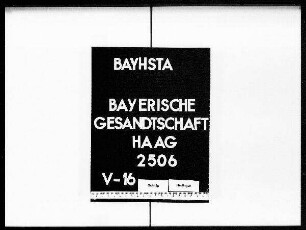 BAYHSTA
BAYERISCHE
GESANDTSCHAFT
HAAG
2506
V-16